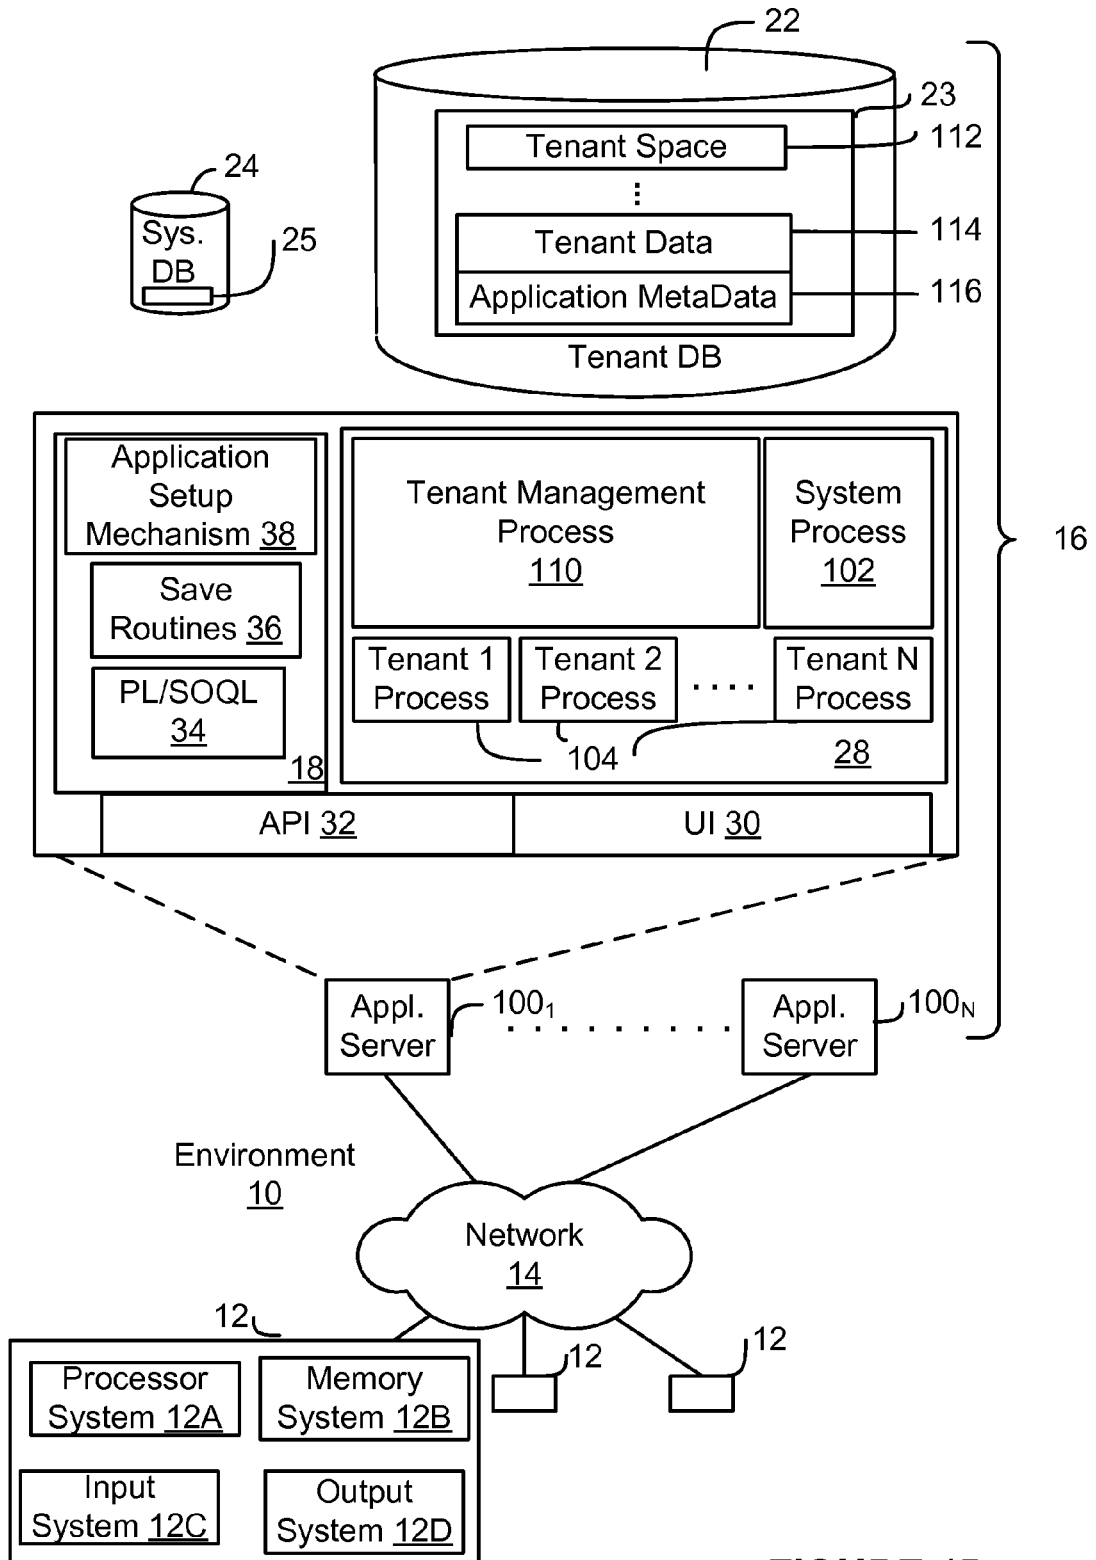 22
23
Tenant Space
112
24
Sys.
DB
25
Tenant Data
114
Application MetaData
116
Tenant DB
Application
Setup
Mechanism 38
Save
Routines 36
PL/SOQL
34
18
Tenant Management
Process
110
System
Process
102
Tenant 1
Process
Tenant 2
Process
....
Tenant N
Process
104
28
API 32
UI 30
16
Appl.
Server
100₁
Appl.
Server
100N
Environment
10
Network
14
12
Processor
System 12A
Memory
System 12B
Input
System 12C
Output
System 12D
12
12